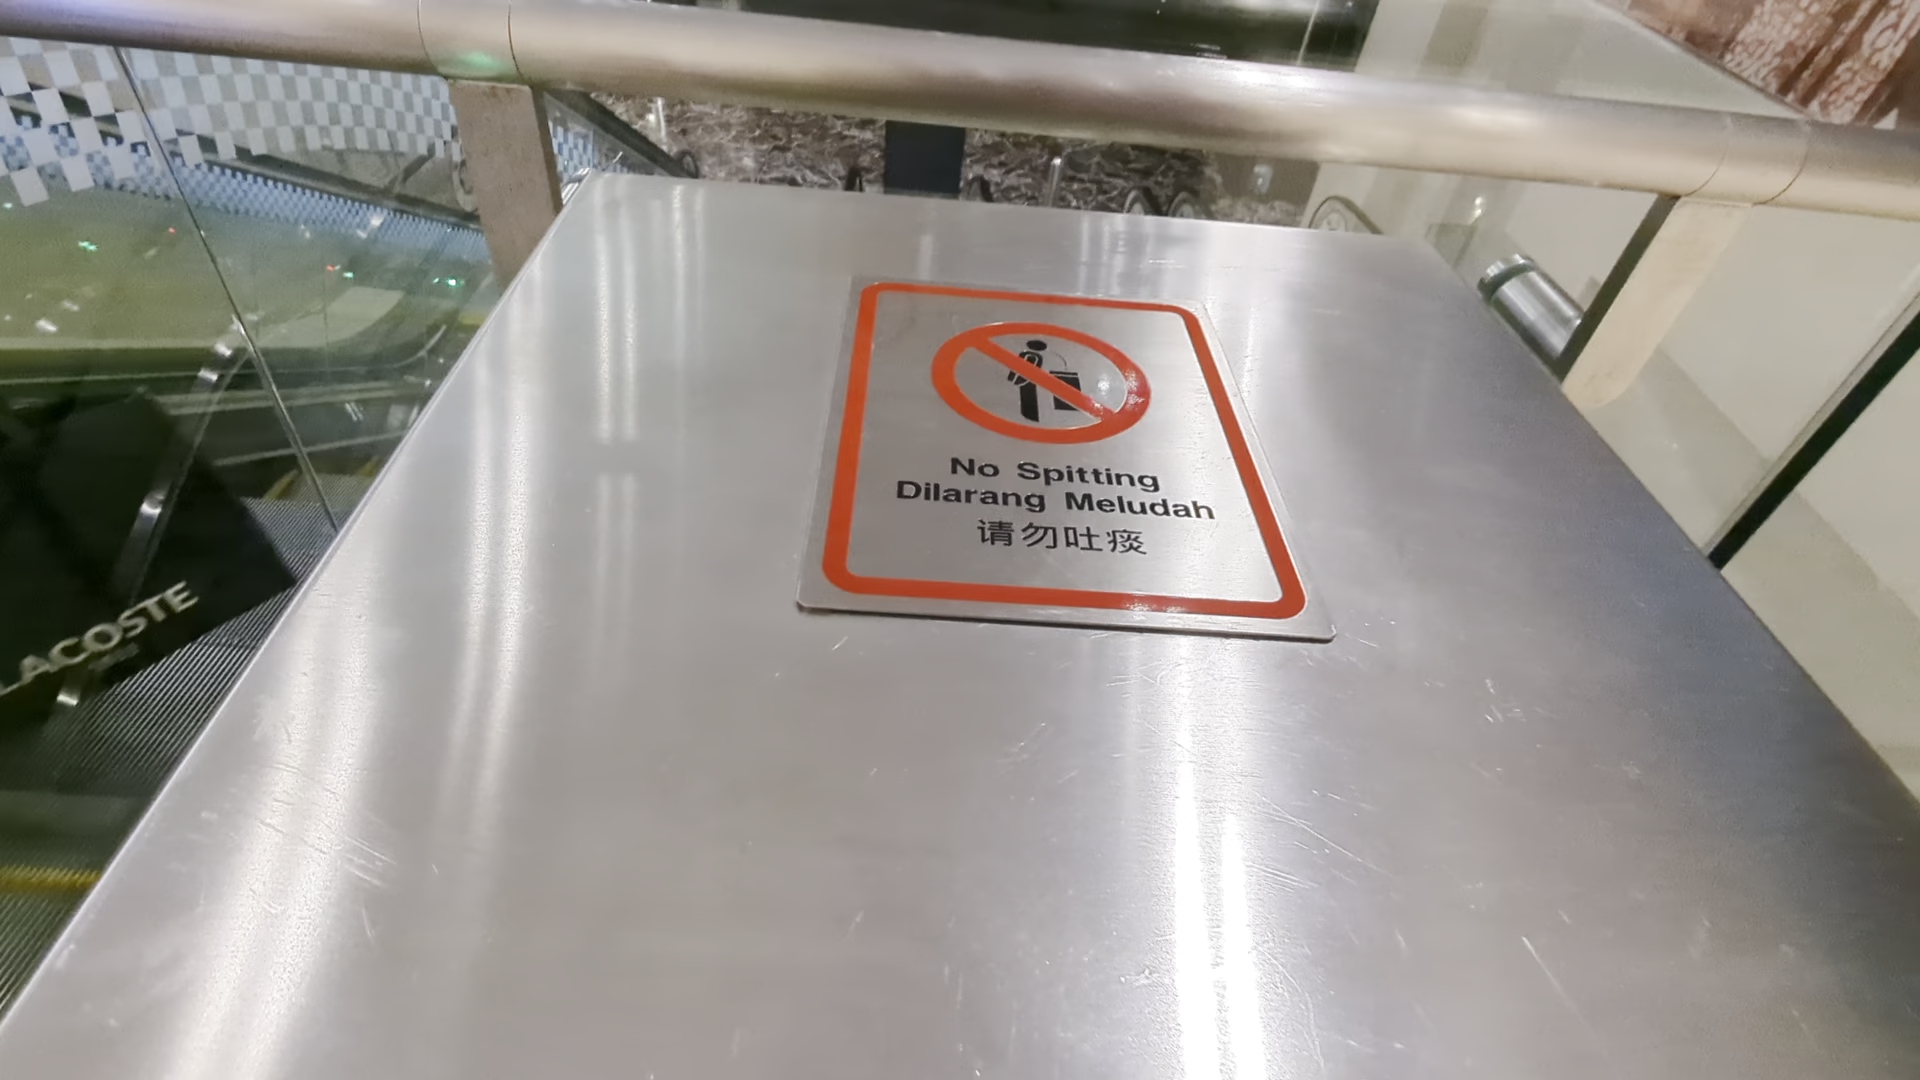 No Spitting
Dilarang Meludah
请勿吐痰
LACOSTE